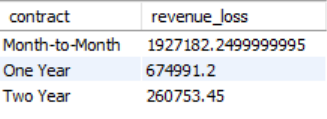 contract revenue_loss
Month-to-Month 1927182.2499999995
One Year 674991.2
Two Year 260753.45